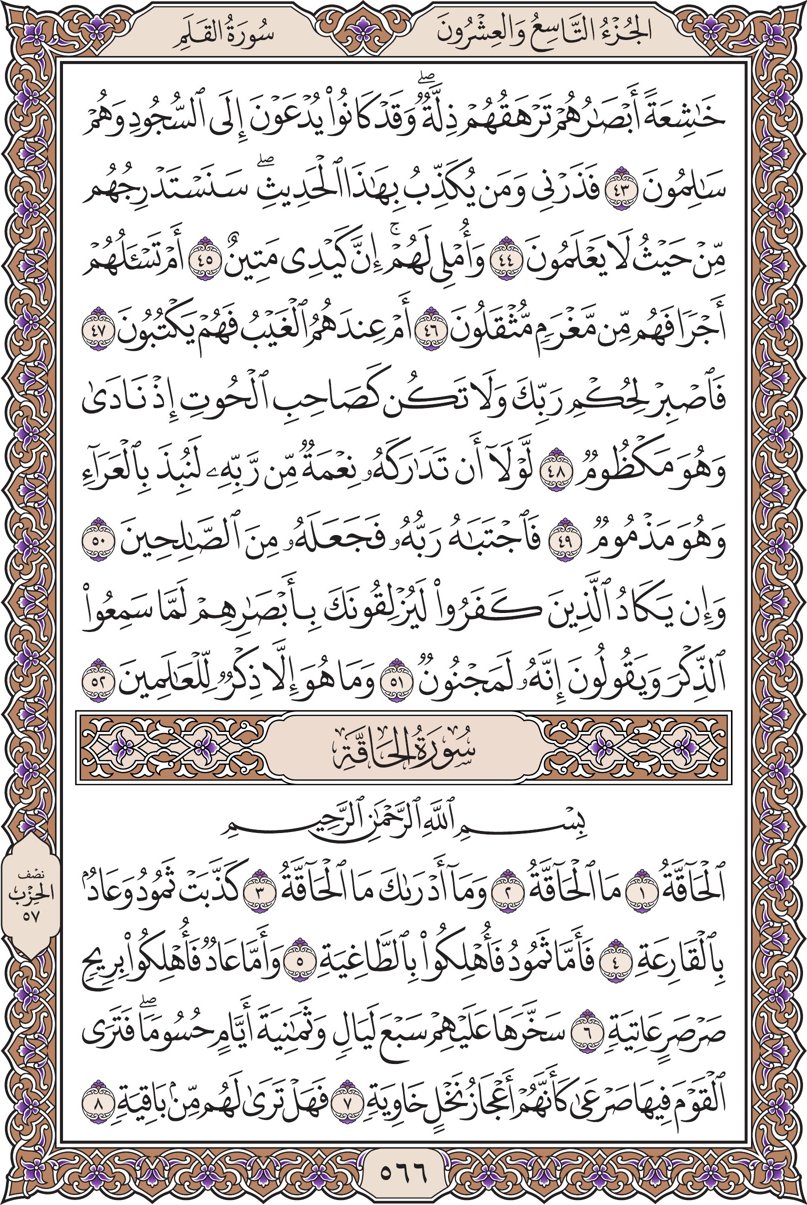 سُورَةُ القَلَمِ
الجُزْءُ التَّاسِعُ وَالعِشْرُونَ
خَٰشِعَةً أَبْصَٰرُهُمْ تَرْهَقُهُمْ ذِلَّةٌۖ وَقَدْ كَانُوا۟ يُدْعَوْنَ إِلَى ٱلسُّجُودِ وَهُمْ
سَٰلِمُونَ ٤٣ فَذَرْنِى وَمَن يُكَذِّبُ بِهَٰذَا ٱلْحَدِيثِۖ سَنَسْتَدْرِجُهُم
مِّنْ حَيْثُ لَا يَعْلَمُونَ ٤٤ وَأُمْلِى لَهُمْۚ إِنَّ كَيْدِى مَتِينٌ ٤٥ أَمْ تَسْـَٔلُهُمْ
أَجْرًا فَهُم مِّن مَّغْرَمٍ مُّثْقَلُونَ ٤٦ أَمْ عِندَهُمُ ٱلْغَيْبُ فَهُمْ يَكْتُبُونَ ٤٧
فَٱصْبِرْ لِحُكْمِ رَبِّكَ وَلَا تَكُن كَصَاحِبِ ٱلْحُوتِ إِذْ نَادَىٰ
وَهُوَ مَكْظُومٌ ٤٨ لَّوْلَآ أَن تَدَٰرَكَهُۥ نِعْمَةٌ مِّن رَّبِّهِۦ لَنُبِذَ بِٱلْعَرَآءِ
وَهُوَ مَذْمُومٌ ٤٩ فَٱجْتَبَٰهُ رَبُّهُۥ فَجَعَلَهُۥ مِنَ ٱلصَّٰلِحِينَ ٥٠
وَإِن يَكَادُ ٱلَّذِينَ كَفَرُوا۟ لَيُزْلِقُونَكَ بِأَبْصَٰرِهِمْ لَمَّا سَمِعُوا۟
ٱلذِّكْرَ وَيَقُولُونَ إِنَّهُۥ لَمَجْنُونٌ ٥١ وَمَا هُوَ إِلَّا ذِكْرٌ لِّلْعَٰلَمِينَ ٥٢
سُورَةُ الحَاقَّةِ
بِسْمِ ٱللَّهِ ٱلرَّحْمَٰنِ ٱلرَّحِيمِ
ٱلْحَآقَّةُ ١ مَا ٱلْحَآقَّةُ ٢ وَمَآ أَدْرَىٰكَ مَا ٱلْحَآقَّةُ ٣ كَذَّبَتْ ثَمُودُ وَعَادٌۢ
بِٱلْقَارِعَةِ ٤ فَأَمَّا ثَمُودُ فَأُهْلِكُوا۟ بِٱلطَّاغِيَةِ ٥ وَأَمَّا عَادٌ فَأُهْلِكُوا۟ بِرِيحٍ
صَرْصَرٍ عَاتِيَةٍ ٦ سَخَّرَهَا عَلَيْهِمْ سَبْعَ لَيَالٍ وَثَمَٰنِيَةَ أَيَّامٍ حُسُومًاۖ فَتَرَى
ٱلْقَوْمَ فِيهَا صَرْعَىٰ كَأَنَّهُمْ أَعْجَازُ نَخْلٍ خَاوِيَةٍ ٧ فَهَلْ تَرَىٰ لَهُم مِّنۢ بَاقِيَةٍ ٨
نصف
الحزب
٥٧
٥٦٦